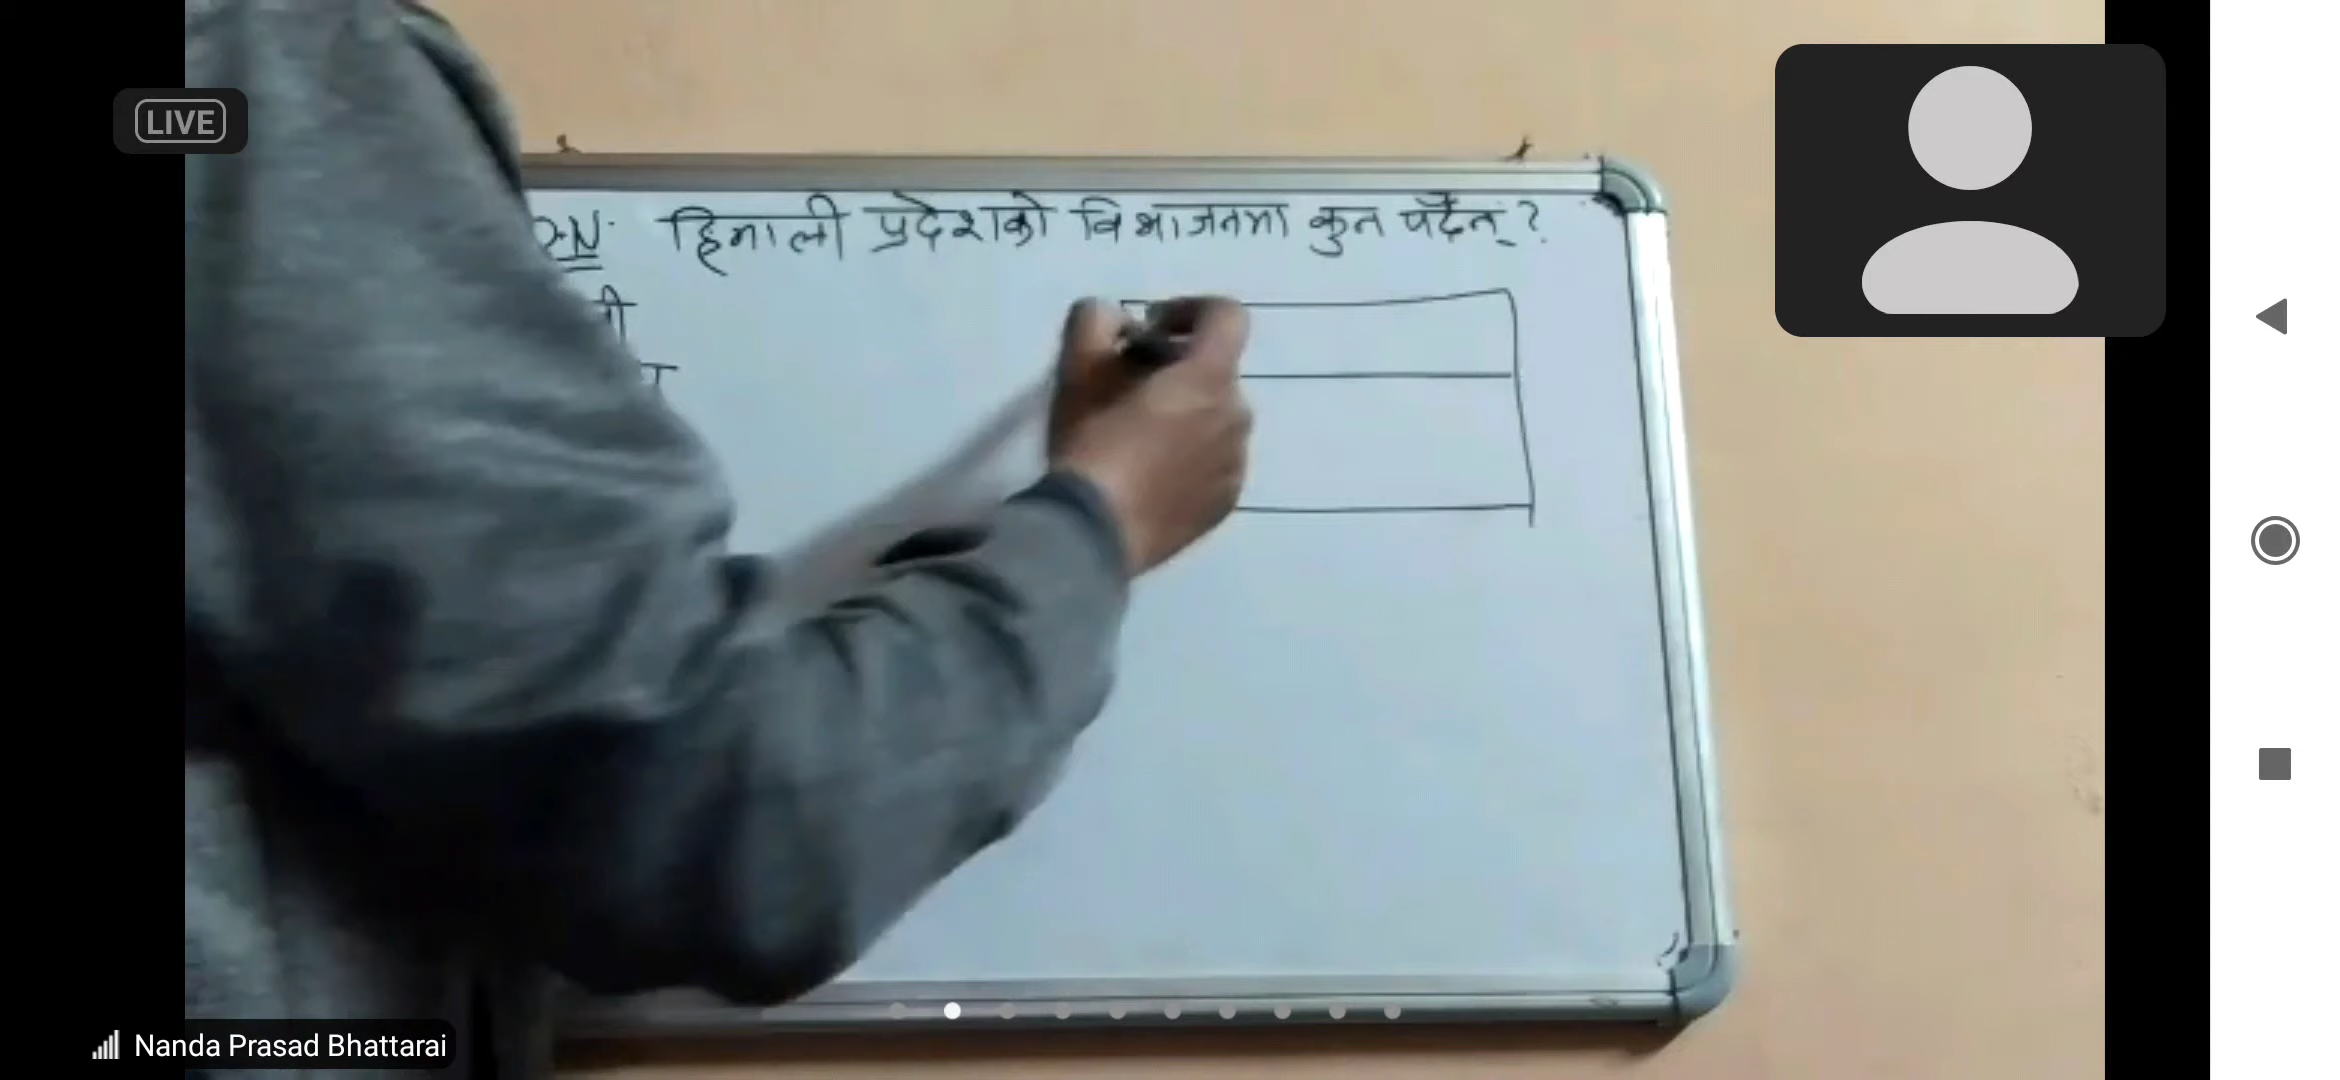 LIVE
Q.N. हिमाली प्रदेशको विभाजनमा कुन पर्दैन् ?
Nanda Prasad Bhattarai